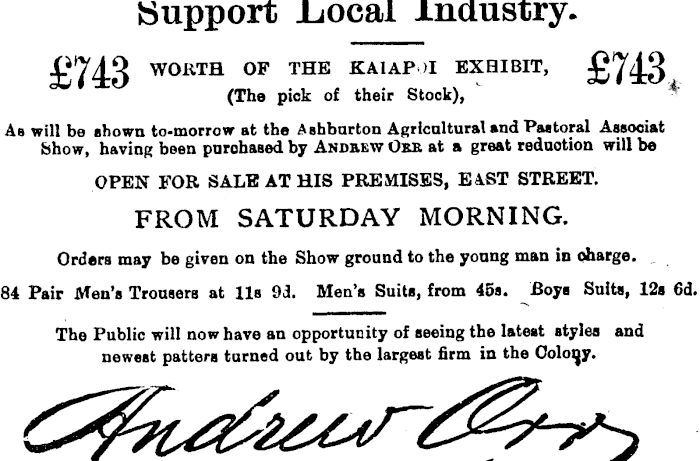 Support Local Industry.
£743 WORTH OF THE KAIAPOI EXHIBIT, £743
(The pick of their Stock),
As will be shown to-morrow at the Ashburton Agricultural and Pastoral Associat
Show, having been purchased by ANDREW ORR at a great reduction will be
OPEN FOR SALE AT HIS PREMISES, EAST STREET.
FROM SATURDAY MORNING.
Orders may be given on the Show ground to the young man in charge.
84 Pair Men's Trousers at 11s 9d. Men's Suits, from 45s. Boys Suits, 12s 6d.
The Public will now have an opportunity of seeing the latest styles and
newest patters turned out by the largest firm in the Colony.
Andrew Orr